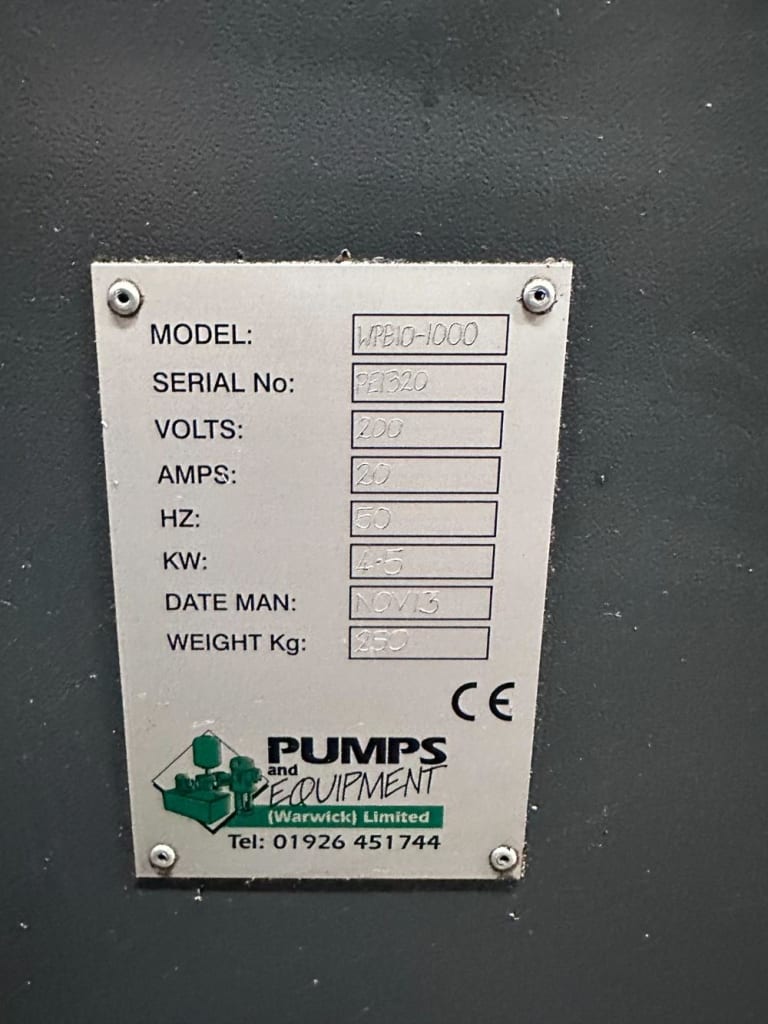 MODEL: WPB10-1000
SERIAL No: PE1320
VOLTS: 200
AMPS: 20
HZ: 50
KW: 4-5
DATE MAN: NOV13
WEIGHT Kg: 250
CE
PUMPS
and
EQUIPMENT
(Warwick) Limited
Tel: 01926 451744